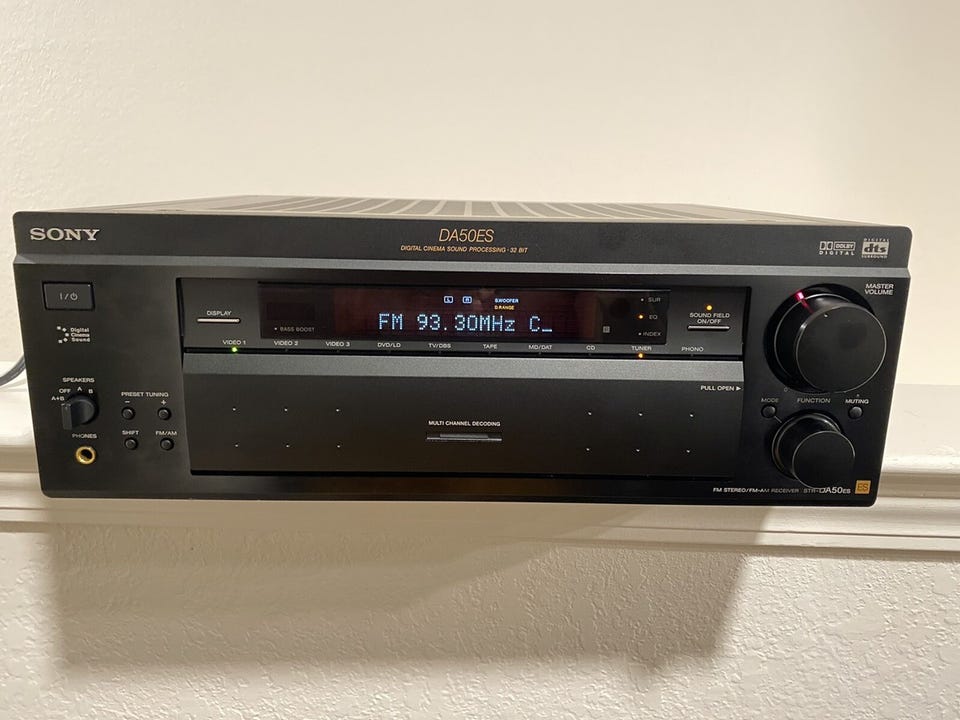 SONY
DA50ES
DIGITAL CINEMA SOUND PROCESSING · 32 BIT
DOLBY
DIGITAL
DIGITAL
dts
SURROUND
MASTER
VOLUME
I/⏻
Digital
Cinema
Sound
DISPLAY
BASS BOOST
L R S.WOOFER
D.RANGE
FM 93.30MHz C_
SUR
EQ
INDEX
SOUND FIELD
ON/OFF
VIDEO 1 VIDEO 2 VIDEO 3 DVD/LD TV/DBS TAPE MD/DAT CD TUNER PHONO
PULL OPEN
SPEAKERS
OFF A B
A+B
PRESET TUNING
− +
SHIFT FM/AM
PHONES
MULTI CHANNEL DECODING
MODE FUNCTION MUTING
FM STEREO/FM-AM RECEIVER STR-DA50ES ES